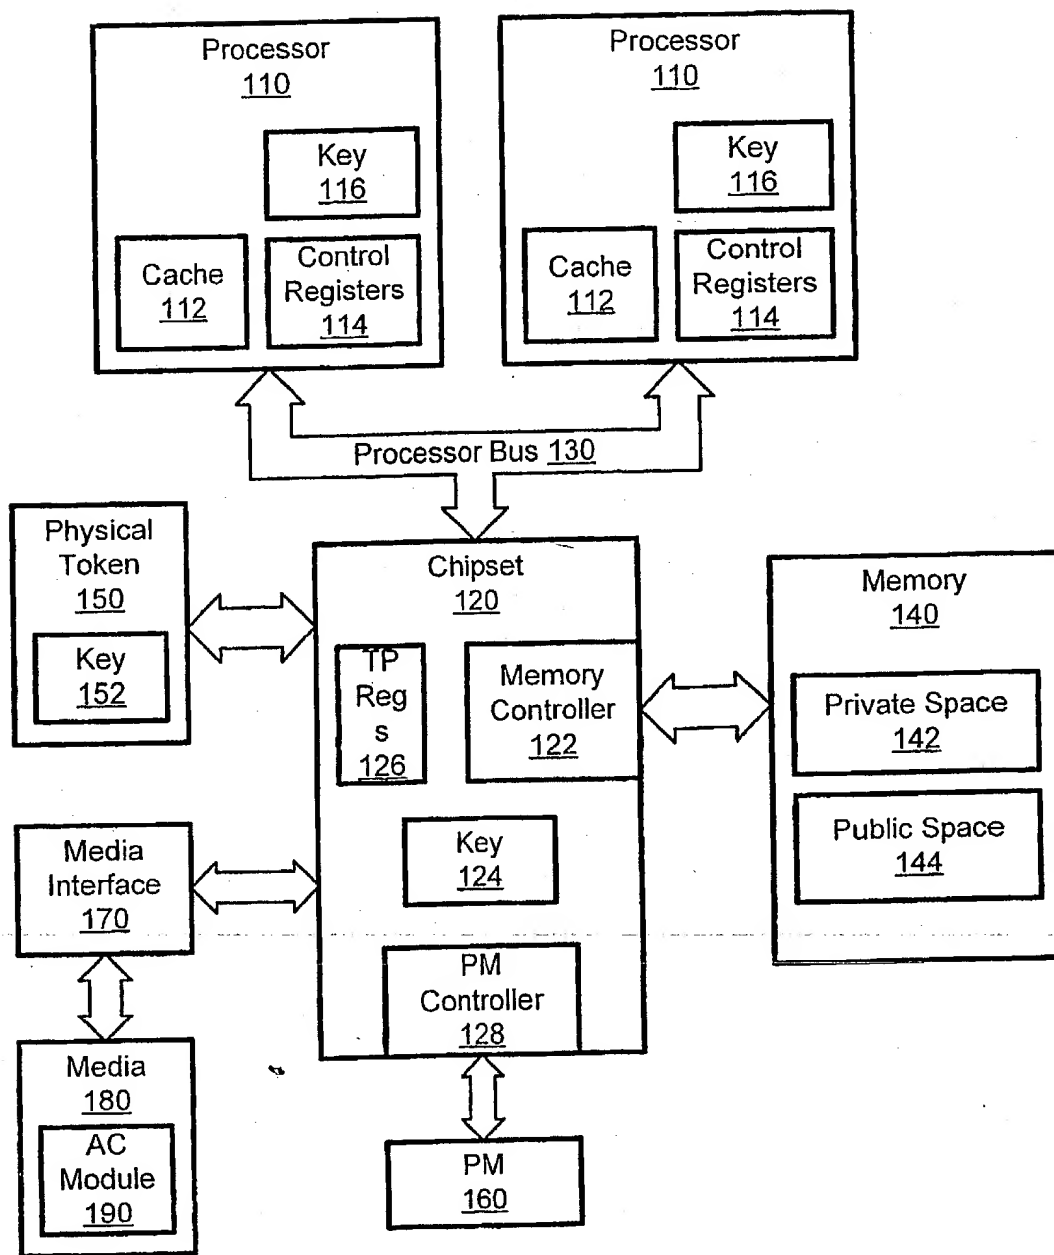 Processor
110
Key
116
Cache
112
Control
Registers
114
Processor
110
Key
116
Cache
112
Control
Registers
114
Processor Bus 130
Physical
Token
150
Key
152
Chipset
120
TP
Reg
s
126
Memory
Controller
122
Key
124
PM
Controller
128
Memory
140
Private Space
142
Public Space
144
Media
Interface
170
Media
180
AC
Module
190
PM
160